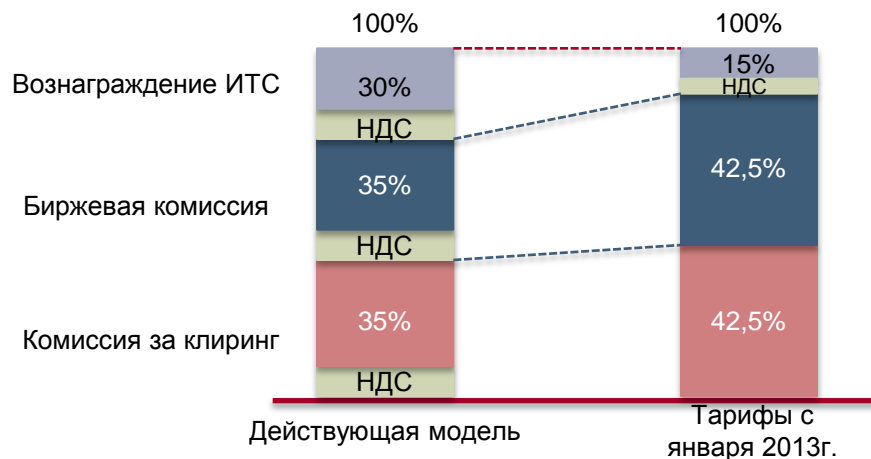 100%
100%
Вознаграждение ИТС
30%
15%
НДС
НДС
Биржевая комиссия
35%
42,5%
НДС
Комиссия за клиринг
35%
42,5%
НДС
Действующая модель
Тарифы с
января 2013г.